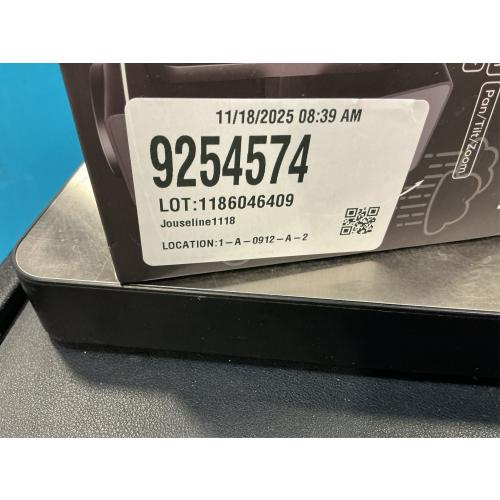 11/18/2025 08:39 AM
9254574
LOT:1186046409
Jouseline1118
LOCATION:1-A-0912-A-2
Pan/Tilt/Zoom